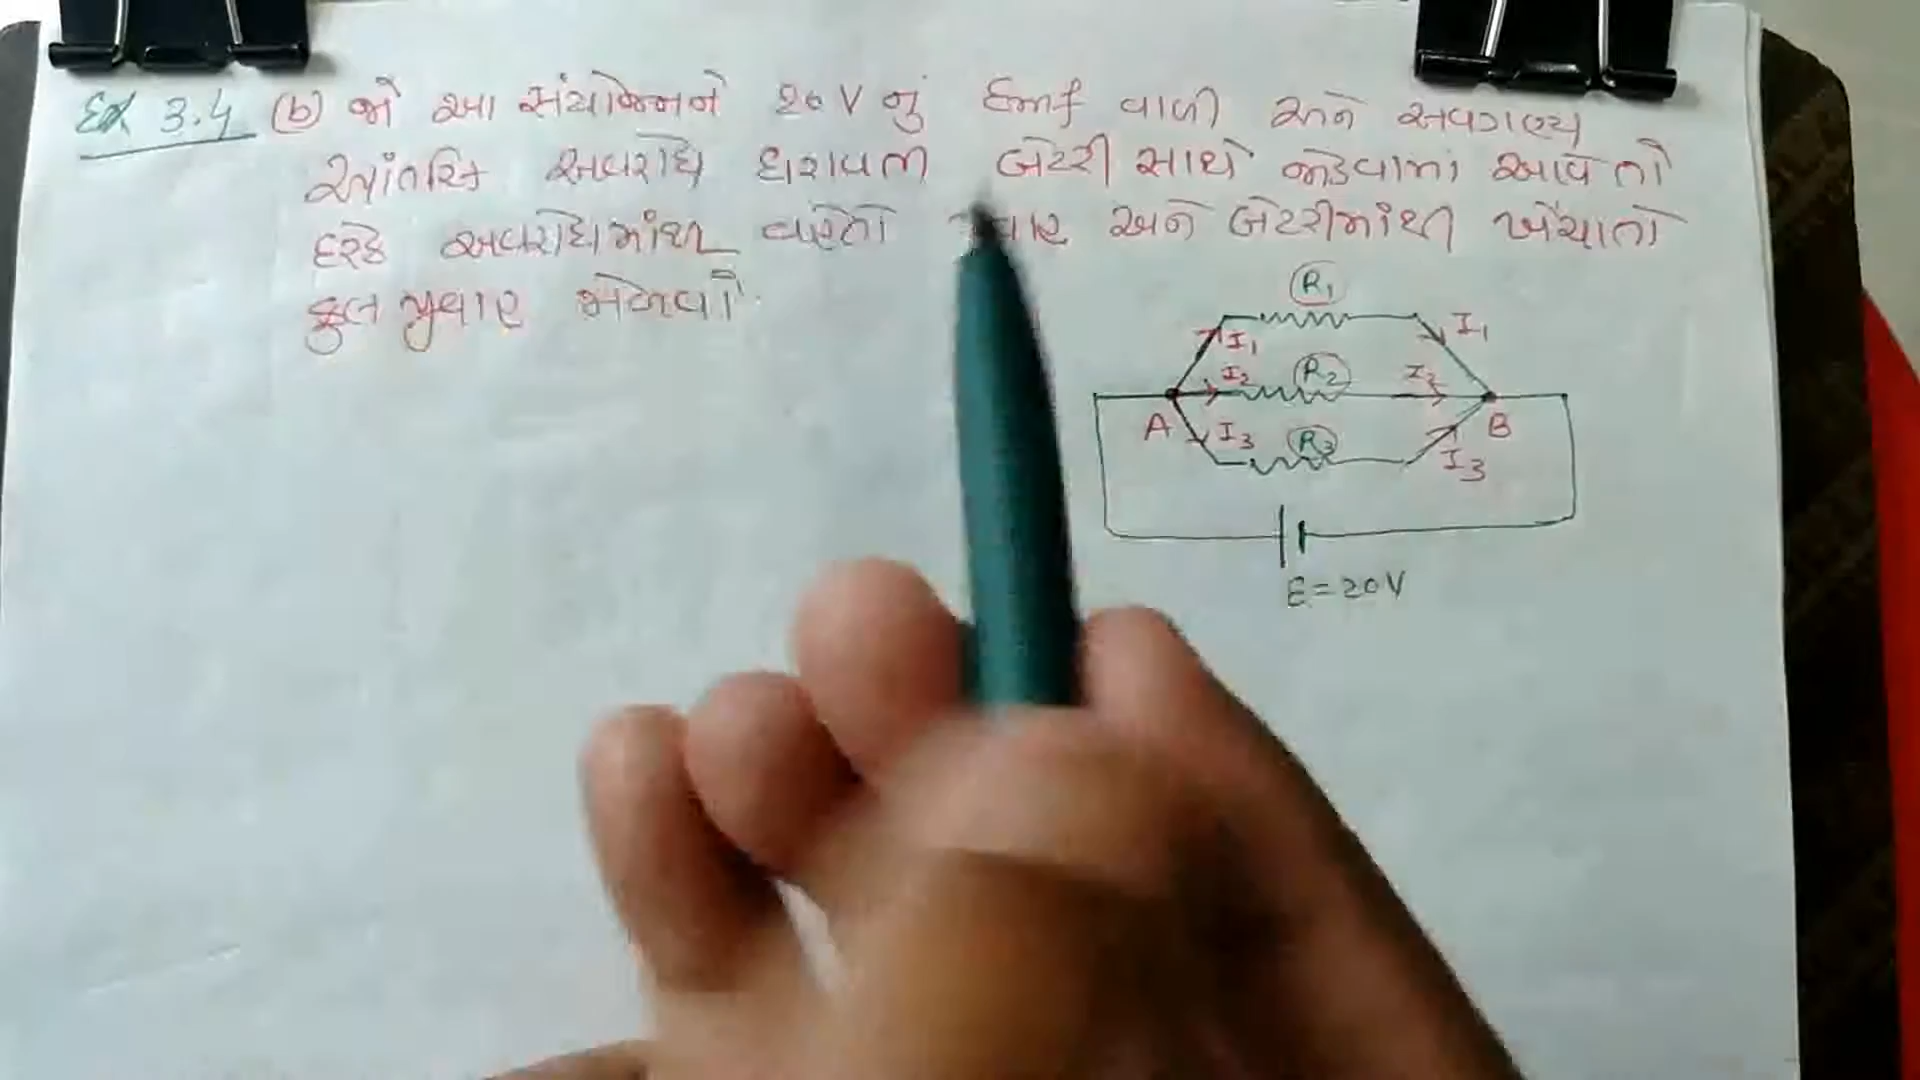 Ex 3.4 (b) જો આ સંયોજનને 20 V નું emf વાળી અને અવગણ્ય
આંતરિક અવરોધ ધરાવતી બેટરી સાથે જોડવામાં આવે તો
દરેક અવરોધમાંથી વહેતો અને બેટરીમાંથી ખેંચાતો
કુલ પ્રવાહ મેળવો.
R1
I1 I1
I2 R2 I2
A I3 R3 B
I3
E = 20V